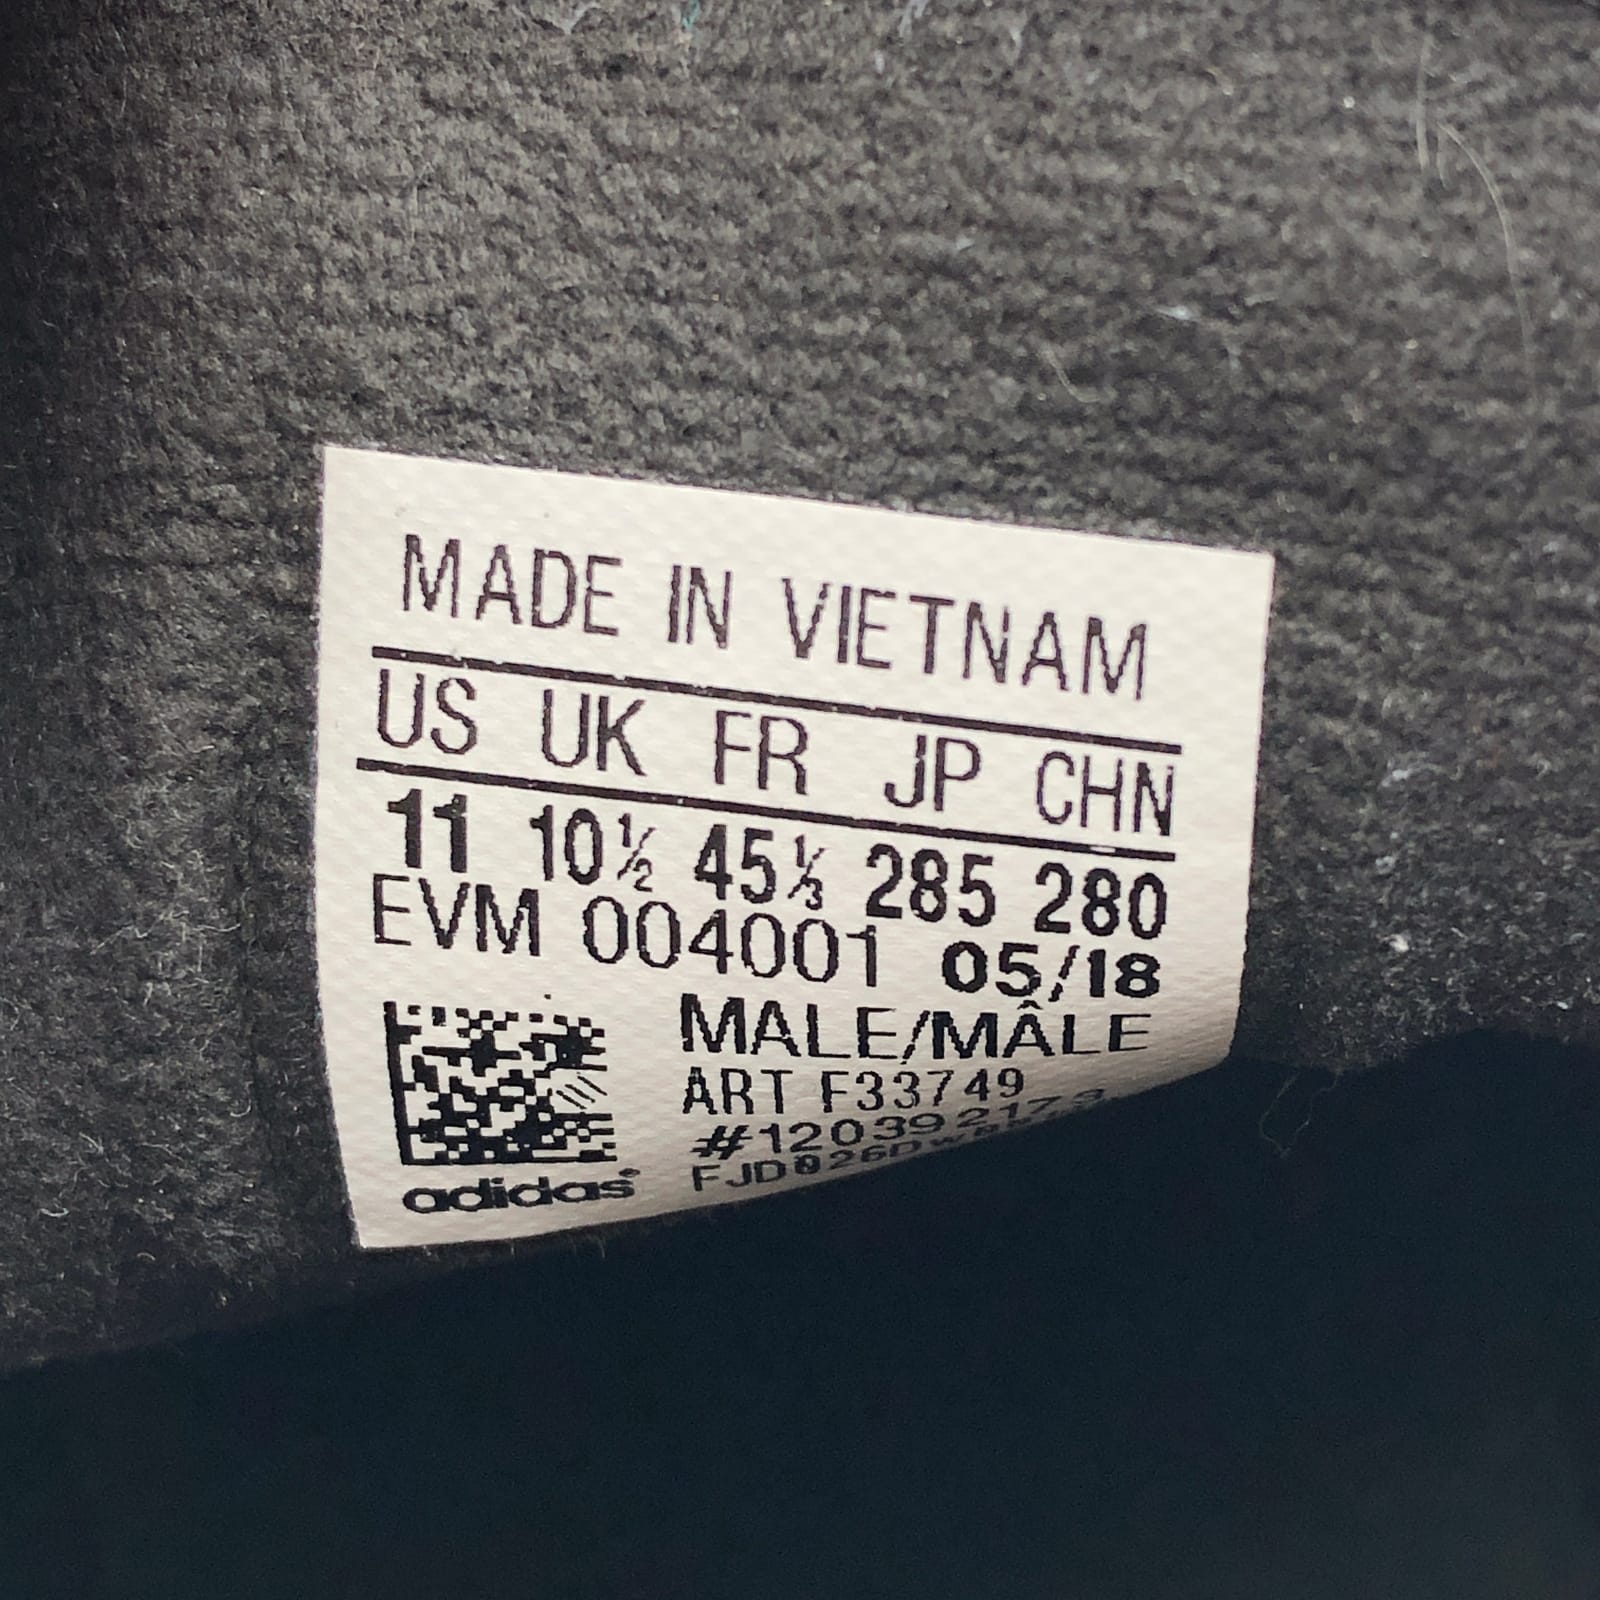 MADE IN VIETNAM
US UK FR JP CHN
11 10½ 45⅓ 285 280
EVM 004001 05/18
MALE/MÂLE
ART F33749
#120392173
adidas®